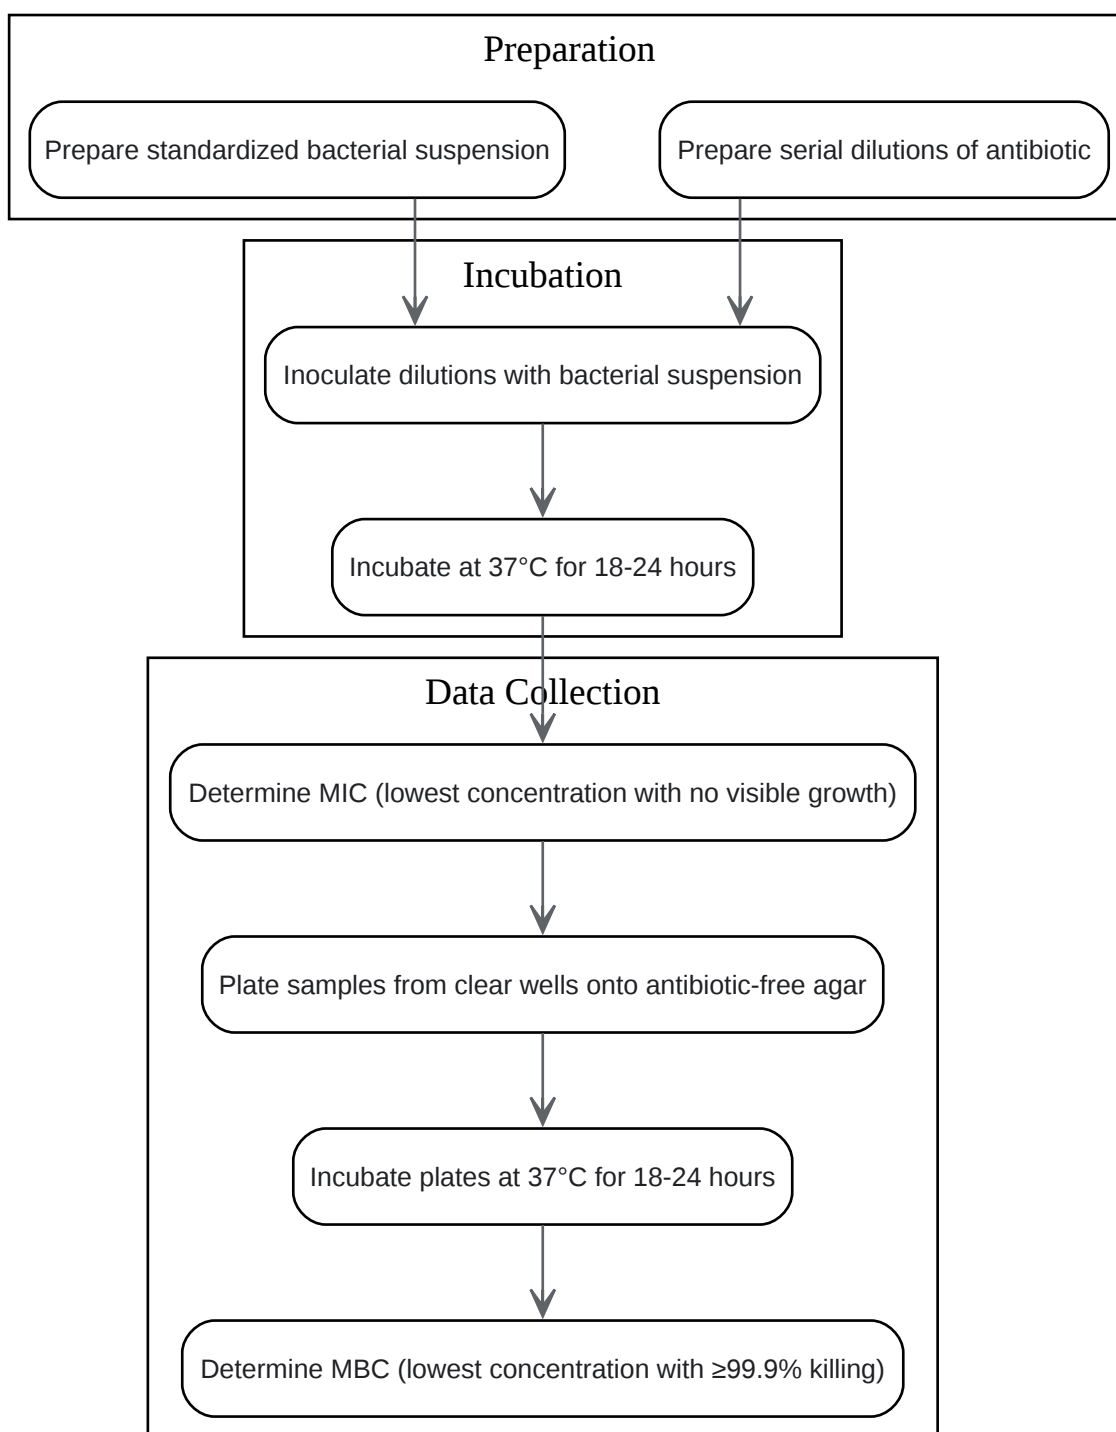 Preparation
Prepare standardized bacterial suspension
Prepare serial dilutions of antibiotic
Incubation
Inoculate dilutions with bacterial suspension
Incubate at 37°C for 18-24 hours
Data Collection
Determine MIC (lowest concentration with no visible growth)
Plate samples from clear wells onto antibiotic-free agar
Incubate plates at 37°C for 18-24 hours
Determine MBC (lowest concentration with ≥99.9% killing)